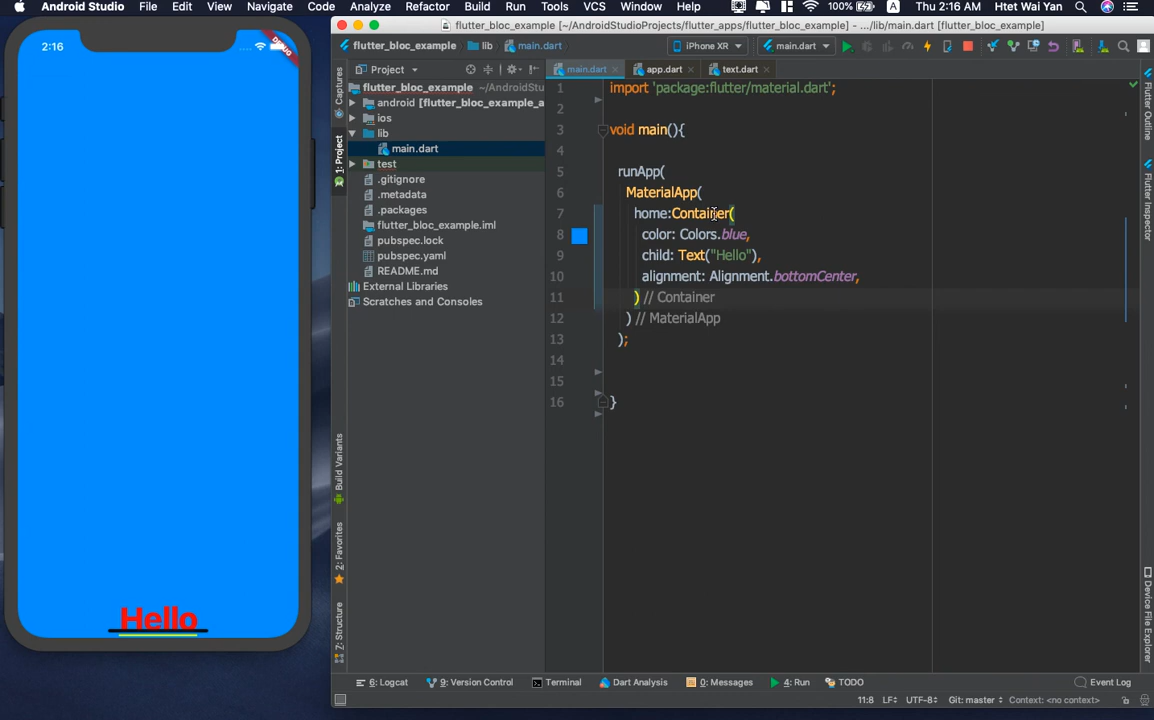 Android Studio File Edit View Navigate Code Analyze Refactor Build Run Tools VCS Window Help 100% A Thu 2:16 AM Htet Wai Yan
flutter_bloc_example [~/AndroidStudioProjects/flutter_apps/flutter_bloc_example] - .../lib/main.dart [flutter_bloc_example]
flutter_bloc_example lib main.dart iPhone XR main.dart
Project main.dart app.dart text.dart
flutter_bloc_example ~/AndroidStu
android [flutter_bloc_example_a
ios
lib
main.dart
test
.gitignore
.metadata
.packages
flutter_bloc_example.iml
pubspec.lock
pubspec.yaml
README.md
External Libraries
Scratches and Consoles
Captures
1: Project
Build Variants
2: Favorites
7: Structure
1 import 'package:flutter/material.dart';
2
3 void main(){
4
5 runApp(
6 MaterialApp(
7 home:Container(
8 color: Colors.blue,
9 child: Text("Hello"),
10 alignment: Alignment.bottomCenter,
11 ) // Container
12 ) // MaterialApp
13 );
14
15
16 }
Flutter Outline
Flutter Inspector
Device File Explorer
2:16
DEBUG
Hello
6: Logcat 9: Version Control Terminal Dart Analysis 0: Messages 4: Run TODO Event Log
11:8 LF UTF-8 Git: master Context: <no context>